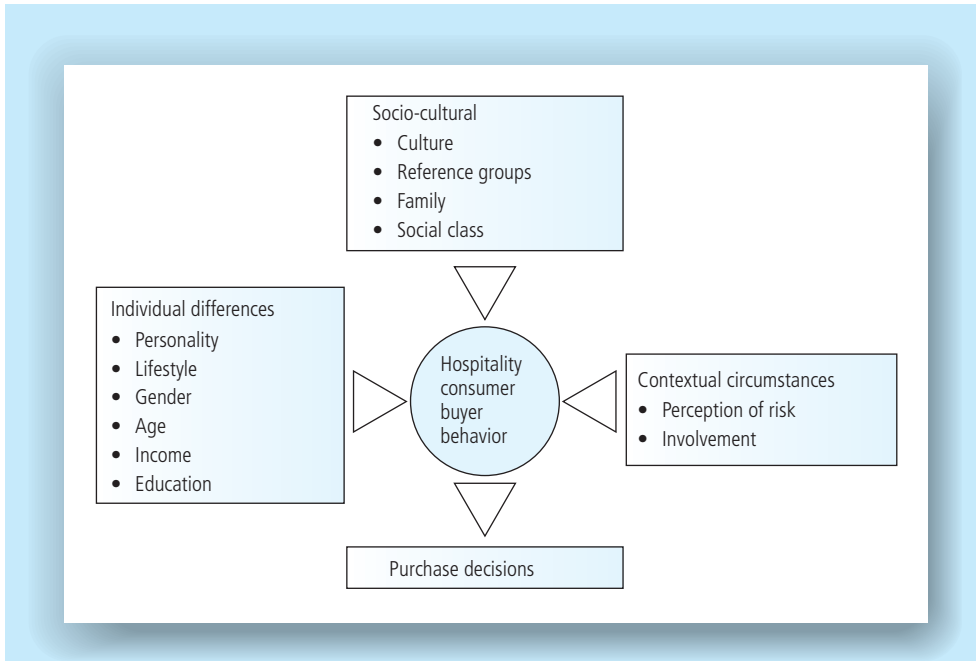 Socio-cultural
• Culture
• Reference groups
• Family
• Social class
Individual differences
• Personality
• Lifestyle
• Gender
• Age
• Income
• Education
Hospitality
consumer
buyer
behavior
Contextual circumstances
• Perception of risk
• Involvement
Purchase decisions